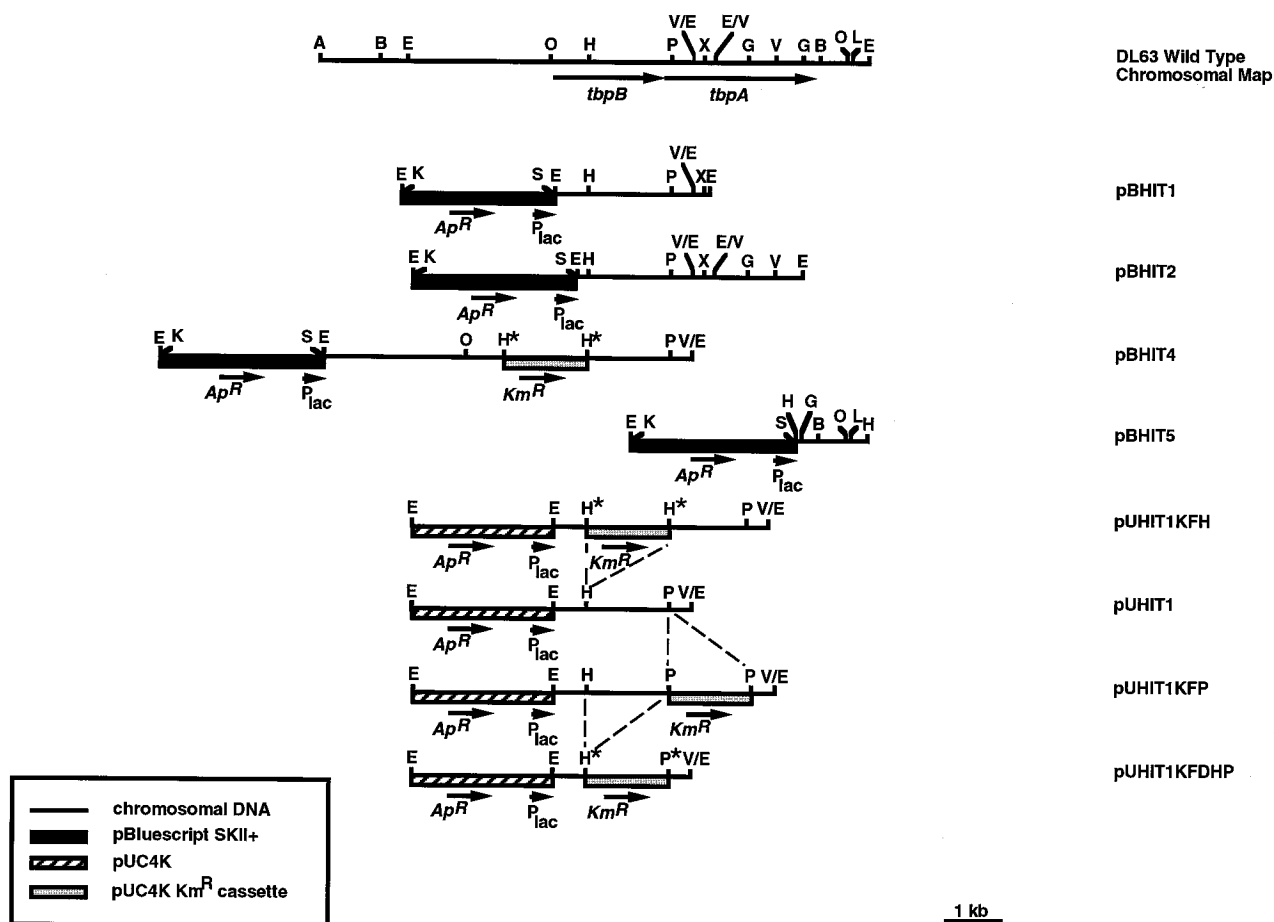 V/E E/V
A B E O H P X G V G B O L E
DL63 Wild Type
Chromosomal Map
tbpB tbpA
V/E
E K S E H P XE
pBHIT1
ApR Plac
V/E E/V
E K S EH P X G V E
pBHIT2
ApR Plac
E K S E O H* H* P V/E
pBHIT4
ApR Plac KmR
H G
E K S B O L H
pBHIT5
ApR Plac
E E H* H* P V/E
pUHIT1KFH
ApR Plac KmR
E E H P V/E
pUHIT1
ApR Plac
E E H P P V/E
pUHIT1KFP
ApR Plac KmR
E E H* P* V/E
pUHIT1KFDHP
ApR Plac KmR
chromosomal DNA
pBluescript SKII+
pUC4K
pUC4K KmR cassette
1 kb